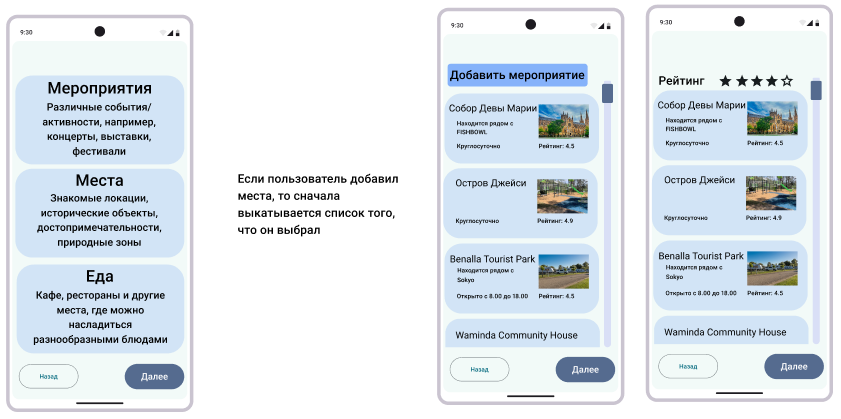 9:30
Мероприятия
Различные события/
активности, например,
концерты, выставки,
фестивали
Места
Знакомые локации,
исторические объекты,
достопримечательности,
природные зоны
Еда
Кафе, рестораны и другие
места, где можно
насладиться
разнообразными блюдами
Назад
Далее
Если пользователь добавил
места, то сначала
выкатывается список того,
что он выбрал
9:30
Добавить мероприятие
Собор Девы Марии
Находится рядом с
FISHBOWL
Круглосуточно
Рейтинг: 4.5
Остров Джейси
Круглосуточно
Рейтинг: 4.9
Benalla Tourist Park
Находится рядом с
Sokyo
Открыто с 8.00 до 18.00
Рейтинг: 4.5
Waminda Community House
Назад
Далее
9:30
Рейтинг
Собор Девы Марии
Находится рядом с
FISHBOWL
Круглосуточно
Рейтинг: 4.5
Остров Джейси
Круглосуточно
Рейтинг: 4.9
Benalla Tourist Park
Находится рядом с
Sokyo
Открыто с 8.00 до 18.00
Рейтинг: 4.5
Waminda Community House
Назад
Далее